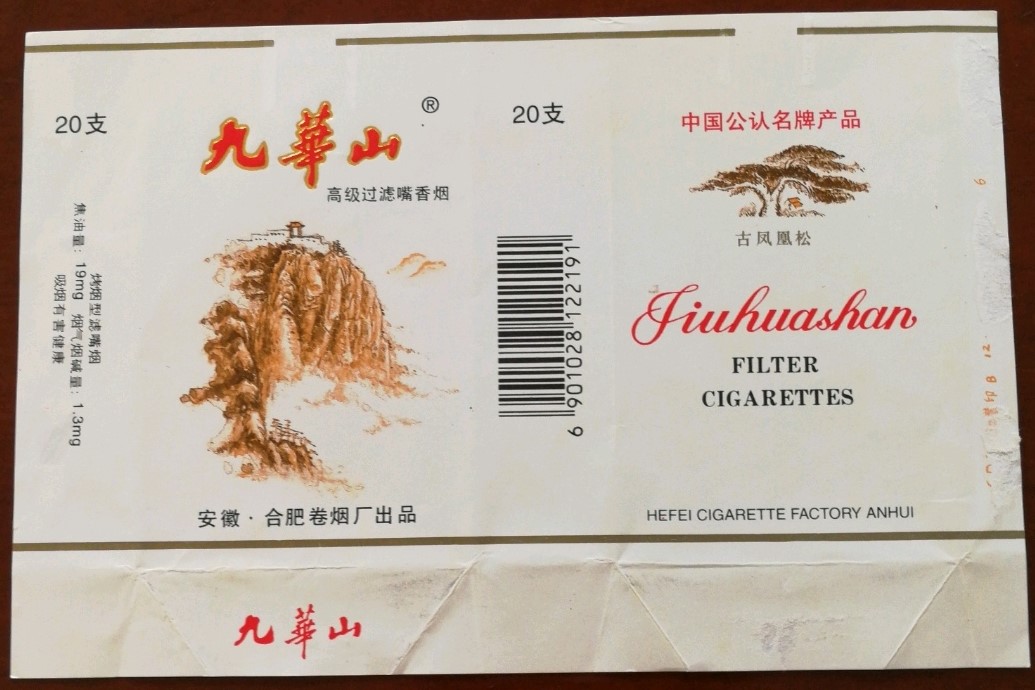 20支
焦油量：19mg 烟气烟碱量：1.3mg
烤烟型滤嘴烟
吸烟有害健康
九華山
®
高级过滤嘴香烟
安徽·合肥卷烟厂出品
20支
6 901028 122191
中国公认名牌产品
古凤凰松
Jiuhuashan
FILTER
CIGARETTES
HEFEI CIGARETTE FACTORY ANHUI
九華山